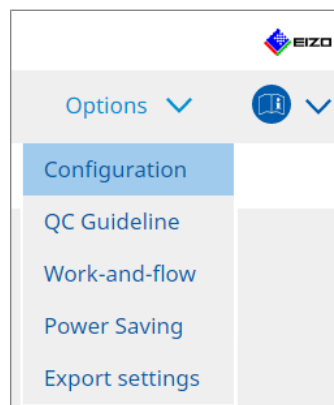 EIZO
Options
Configuration
QC Guideline
Work-and-flow
Power Saving
Export settings